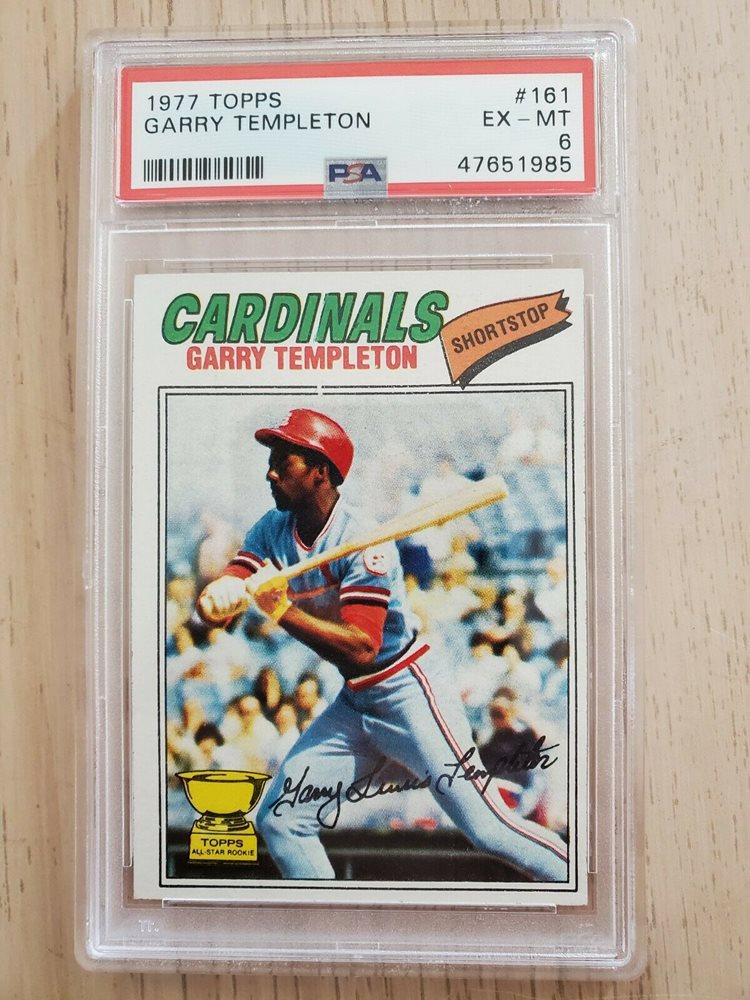 1977 TOPPS #161
GARRY TEMPLETON EX - MT
6
PSA 47651985
CARDINALS
GARRY TEMPLETON
SHORTSTOP
Garry Lewis Templeton
TOPPS
ALL-STAR ROOKIE